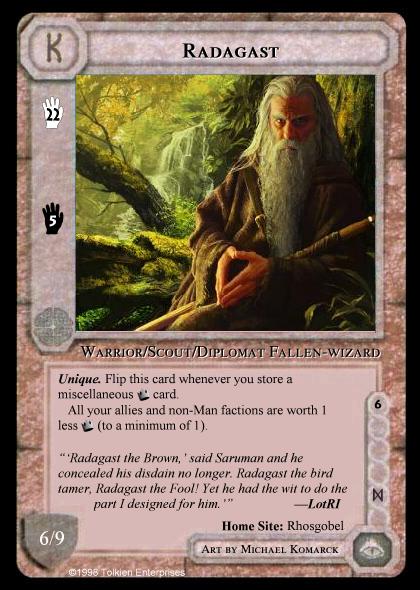 RADAGAST
22
5
WARRIOR/SCOUT/DIPLOMAT FALLEN-WIZARD
Unique. Flip this card whenever you store a
miscellaneous card.
All your allies and non-Man factions are worth 1
less (to a minimum of 1).
6
“‘Radagast the Brown,’ said Saruman and he
concealed his disdain no longer. Radagast the bird
tamer, Radagast the Fool! Yet he had the wit to do the
part I designed for him.’”
—LotRI
Home Site: Rhosgobel
6/9
ART BY MICHAEL KOMARCK
©1998 Tolkien Enterprises